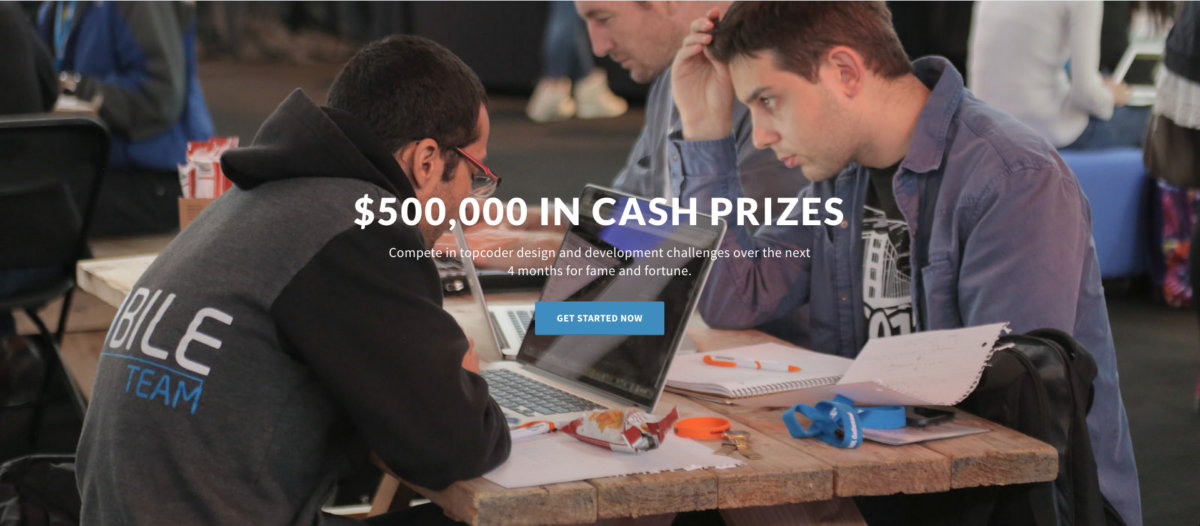 $500,000 IN CASH PRIZES
Compete in topcoder design and development challenges over the next
4 months for fame and fortune.
GET STARTED NOW
BILE
TEAM